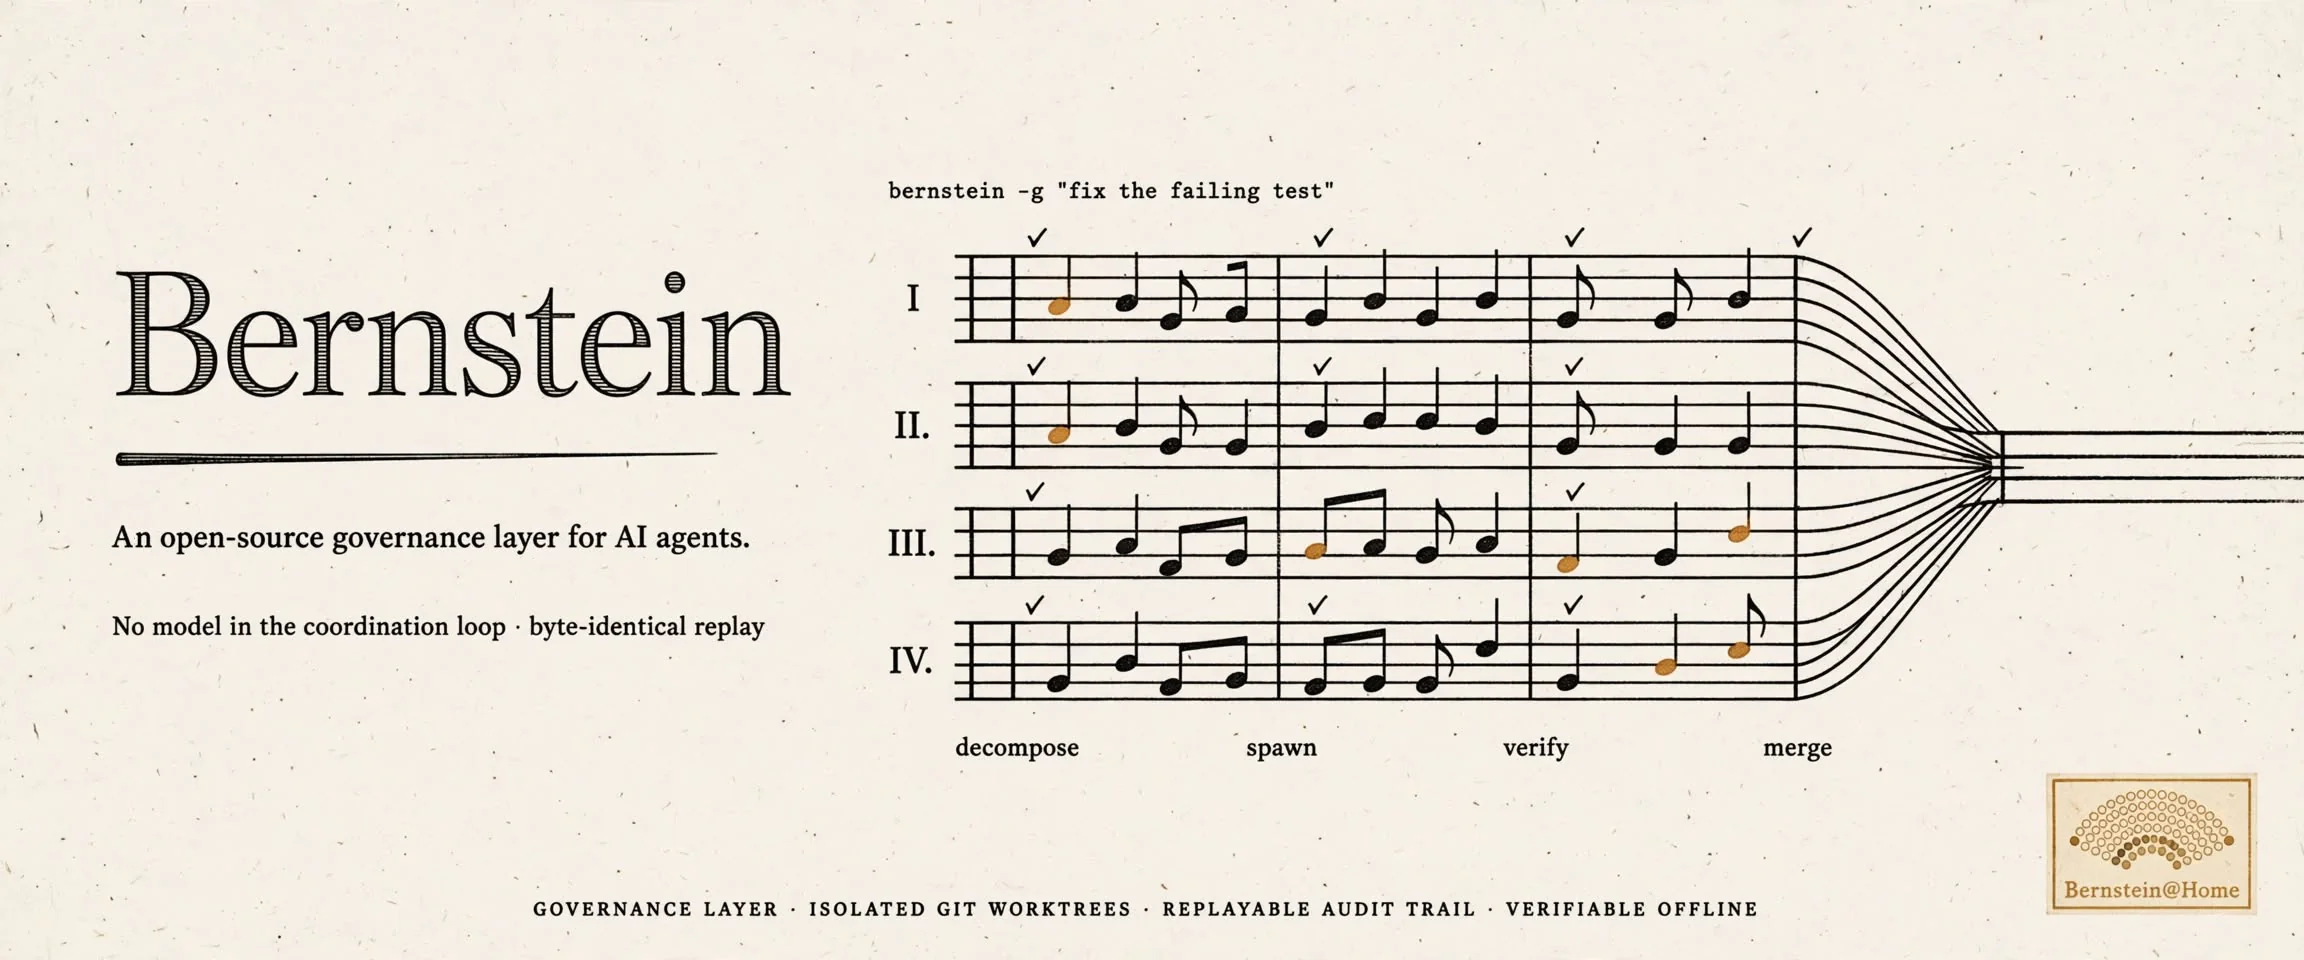 bernstein -g "fix the failing test"
Bernstein
An open-source governance layer for AI agents.
No model in the coordination loop · byte-identical replay
I
II.
III.
IV.
decompose spawn verify merge
Bernstein@Home
GOVERNANCE LAYER · ISOLATED GIT WORKTREES · REPLAYABLE AUDIT TRAIL · VERIFIABLE OFFLINE